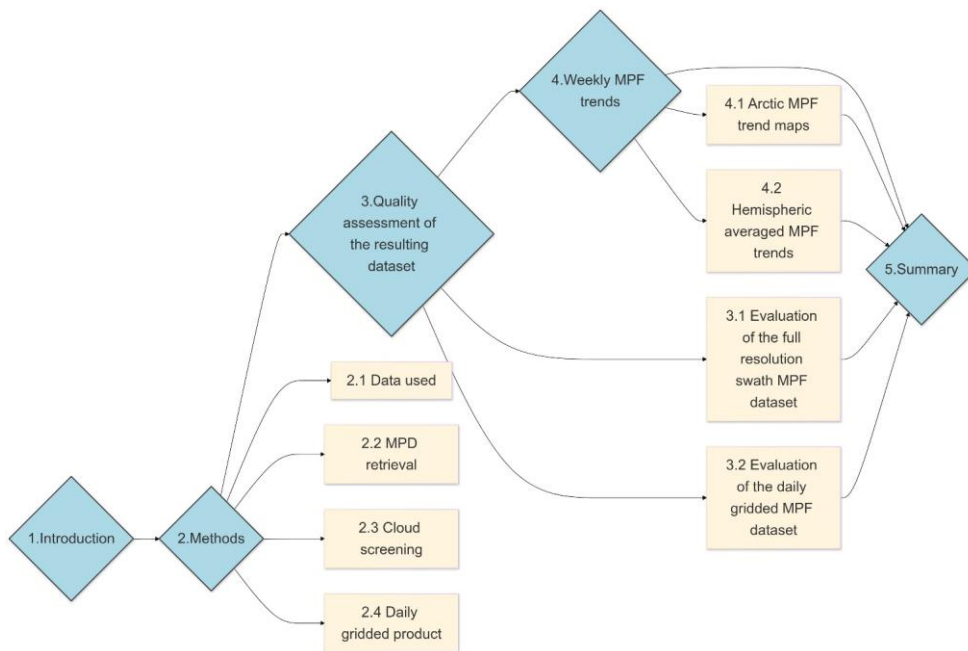 1.Introduction
2.Methods
2.1 Data used
2.2 MPD
retrieval
2.3 Cloud
screening
2.4 Daily
gridded product
3.Quality
assessment of
the resulting
dataset
3.1 Evaluation
of the full
resolution
swath MPF
dataset
3.2 Evaluation
of the daily
gridded MPF
dataset
4.Weekly MPF
trends
4.1 Arctic MPF
trend maps
4.2
Hemispheric
averaged MPF
trends
5.Summary